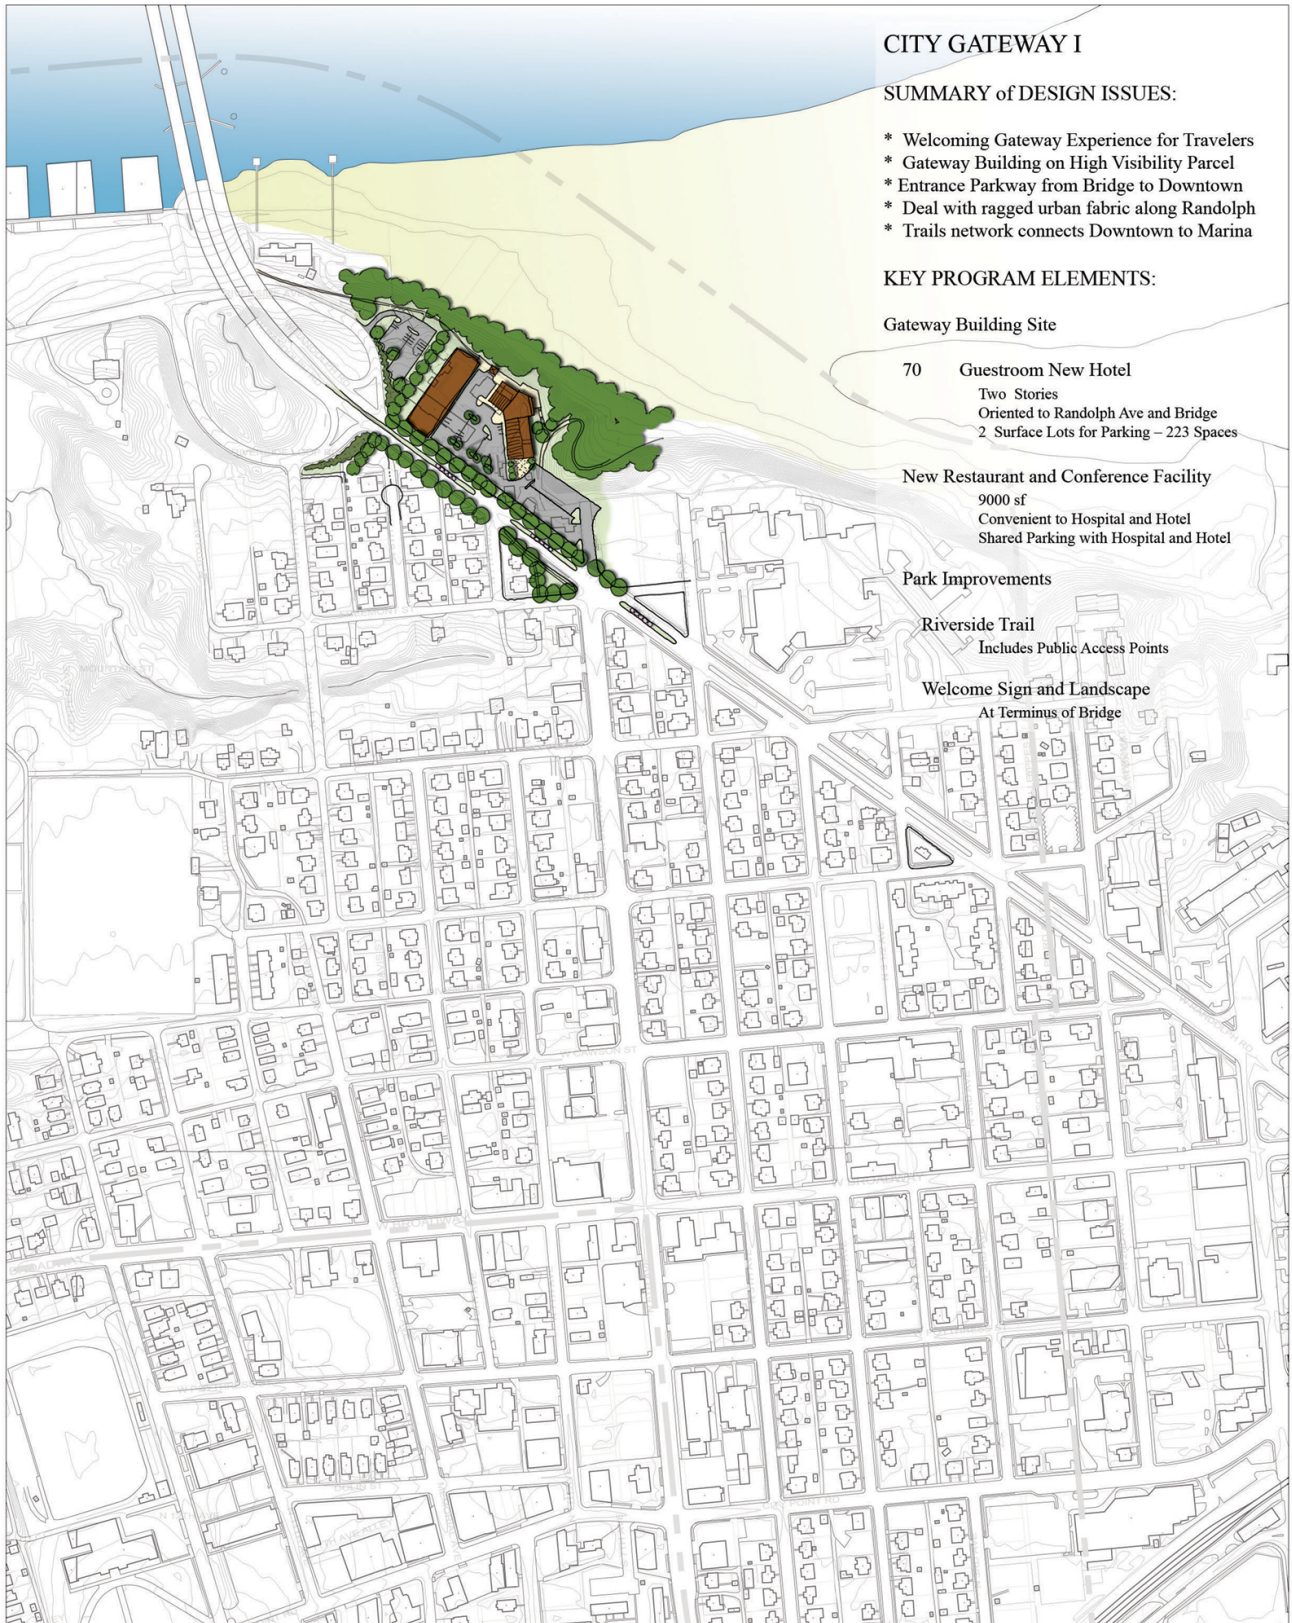 CITY GATEWAY I
SUMMARY of DESIGN ISSUES:
* Welcoming Gateway Experience for Travelers
* Gateway Building on High Visibility Parcel
* Entrance Parkway from Bridge to Downtown
* Deal with ragged urban fabric along Randolph
* Trails network connects Downtown to Marina
KEY PROGRAM ELEMENTS:
Gateway Building Site
70 Guestroom New Hotel
Two Stories
Oriented to Randolph Ave and Bridge
2 Surface Lots for Parking – 223 Spaces
New Restaurant and Conference Facility
9000 sf
Convenient to Hospital and Hotel
Shared Parking with Hospital and Hotel
Park Improvements
Riverside Trail
Includes Public Access Points
Welcome Sign and Landscape
At Terminus of Bridge
W BROADWAY